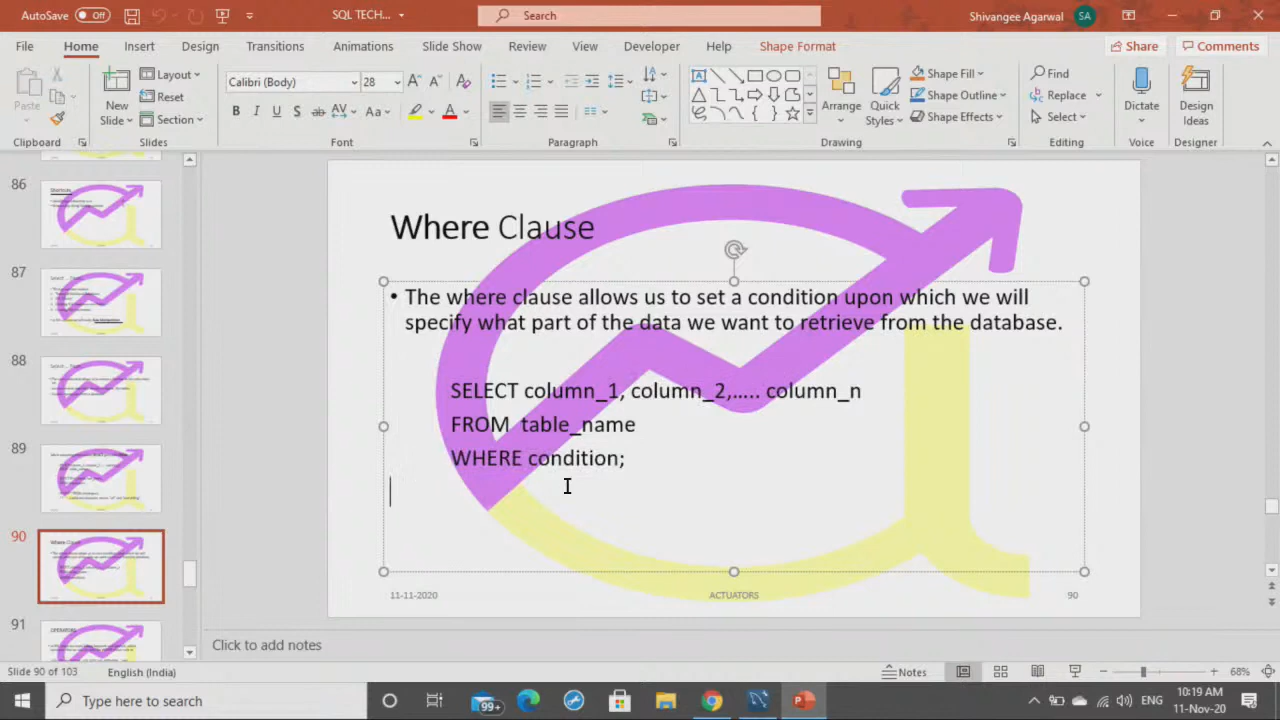 AutoSave Off
SQL TECH...
Search
Shivangee Agarwal SA
File Home Insert Design Transitions Animations Slide Show Review View Developer Help Shape Format Share Comments
Paste
Clipboard
New Slide
Layout
Reset
Section
Slides
Calibri (Body) 28
B I U S ab AV Aa A
Font
Paragraph
Arrange
Quick Styles
Shape Fill
Shape Outline
Shape Effects
Drawing
Find
Replace
Select
Editing
Dictate
Voice
Design Ideas
Designer
86
87
88
89
90
91
Where Clause
• The where clause allows us to set a condition upon which we will
specify what part of the data we want to retrieve from the database.
SELECT column_1, column_2,..... column_n
FROM table_name
WHERE condition;
11-11-2020 ACTUATORS 90
Click to add notes
Slide 90 of 103 English (India) Notes 68%
Type here to search
99+
ENG
10:19 AM
11-Nov-20